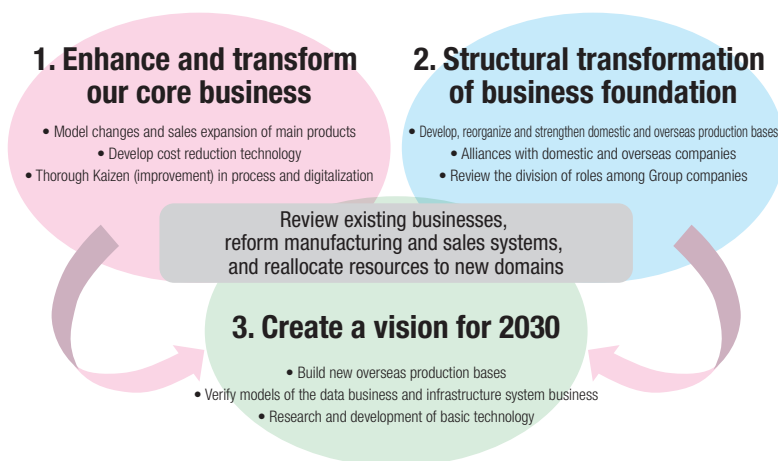 1. Enhance and transform
our core business
• Model changes and sales expansion of main products
• Develop cost reduction technology
• Thorough Kaizen (improvement) in process and digitalization
2. Structural transformation
of business foundation
• Develop, reorganize and strengthen domestic and overseas production bases
• Alliances with domestic and overseas companies
• Review the division of roles among Group companies
Review existing businesses,
reform manufacturing and sales systems,
and reallocate resources to new domains
3. Create a vision for 2030
• Build new overseas production bases
• Verify models of the data business and infrastructure system business
• Research and development of basic technology